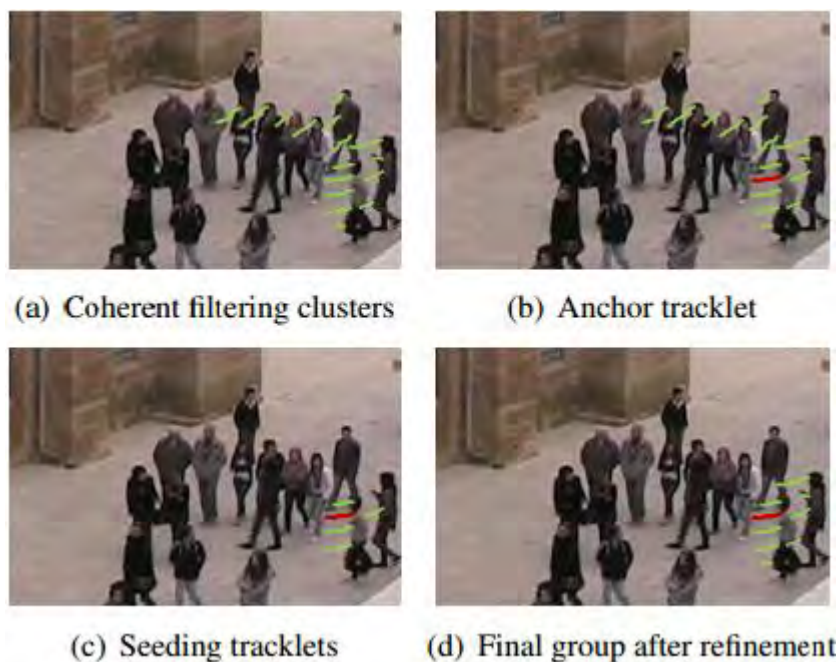 (a) Coherent filtering clusters
(b) Anchor tracklet
(c) Seeding tracklets
(d) Final group after refinement